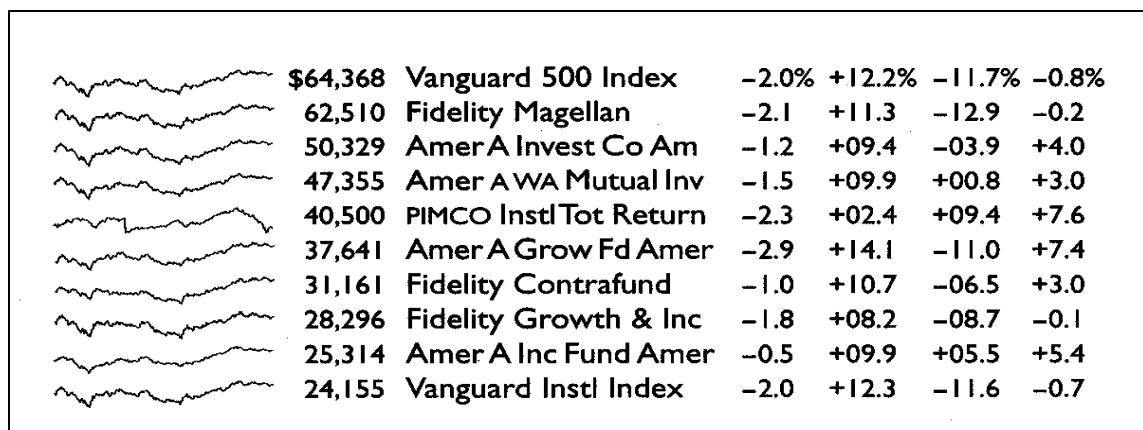 $64,368 Vanguard 500 Index −2.0% +12.2% −11.7% −0.8%
62,510 Fidelity Magellan −2.1 +11.3 −12.9 −0.2
50,329 Amer A Invest Co Am −1.2 +09.4 −03.9 +4.0
47,355 Amer A WA Mutual Inv −1.5 +09.9 +00.8 +3.0
40,500 PIMCO Instl Tot Return −2.3 +02.4 +09.4 +7.6
37,641 Amer A Grow Fd Amer −2.9 +14.1 −11.0 +7.4
31,161 Fidelity Contrafund −1.0 +10.7 −06.5 +3.0
28,296 Fidelity Growth & Inc −1.8 +08.2 −08.7 −0.1
25,314 Amer A Inc Fund Amer −0.5 +09.9 +05.5 +5.4
24,155 Vanguard Instl Index −2.0 +12.3 −11.6 −0.7